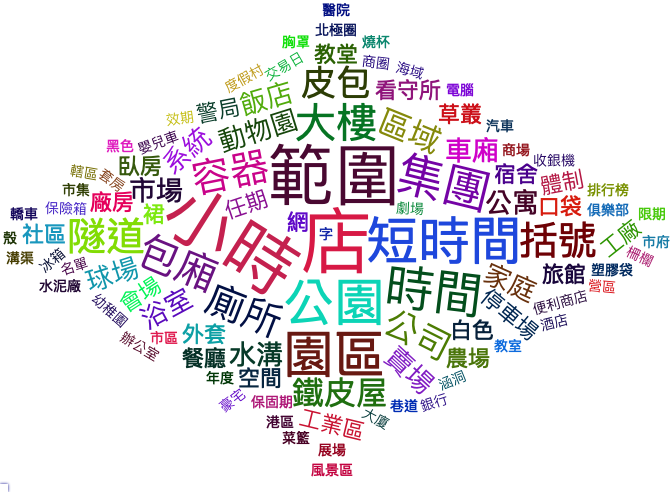 醫院
北極圈
胸罩
燒杯
教堂
商圈
海域
交易日
度假村
皮包
看守所
電腦
飯店
警局
效期
動物園
大樓
區域
草叢
汽車
黑色
嬰兒車
系統
車廂
商場
臥房
容器
範圍
集團
宿舍
收銀機
轄區
套房
市場
體制
排行榜
市集
保險箱
廠房
裙
任期
劇場
公寓
口袋
俱樂部
限期
轎車
小時
網
字
店
短時間
括號
工廠
市府
殼
社區
隧道
包廂
柵欄
溝渠
冰箱
名單
球場
家庭
旅館
塑膠袋
水泥廠
會場
廁所
公園
時間
停車場
便利商店
營區
幼稚園
浴室
酒店
市區
外套
公司
白色
辦公室
餐廳
水溝
園區
賣場
農場
教室
年度
空間
涵洞
豪宅
保固期
鐵皮屋
巷道
銀行
港區
工業區
大廈
菜籃
展場
風景區